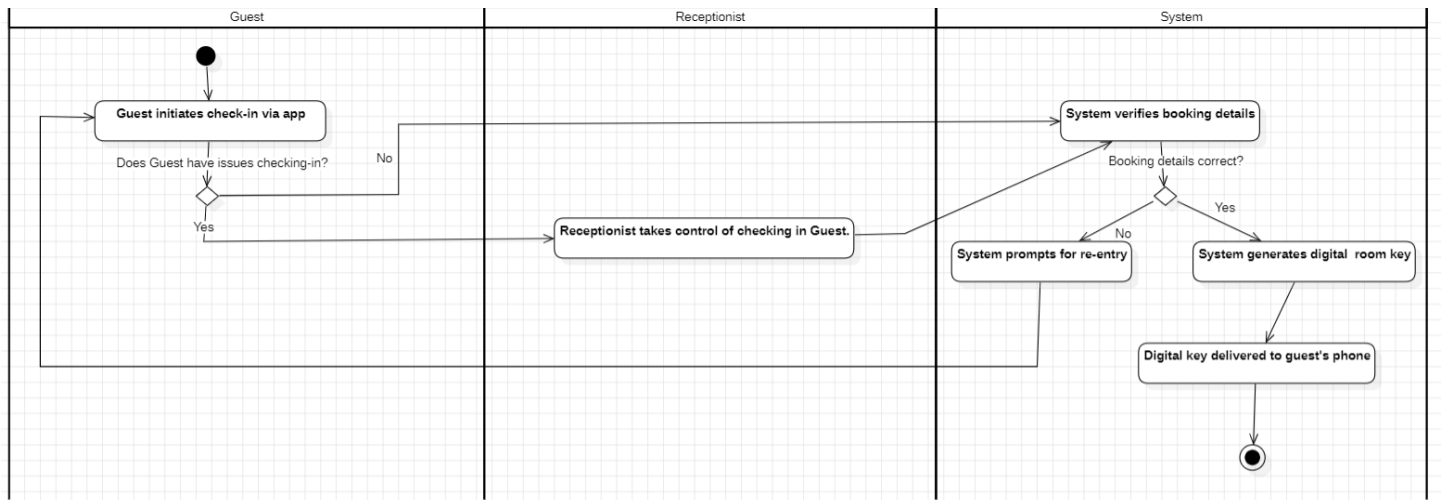 Guest
Receptionist
System
Guest initiates check-in via app
System verifies booking details
Does Guest have issues checking-in?
No
Booking details correct?
Yes
Yes
Receptionist takes control of checking in Guest.
No
System prompts for re-entry
System generates digital  room key
Digital key delivered to guest's phone